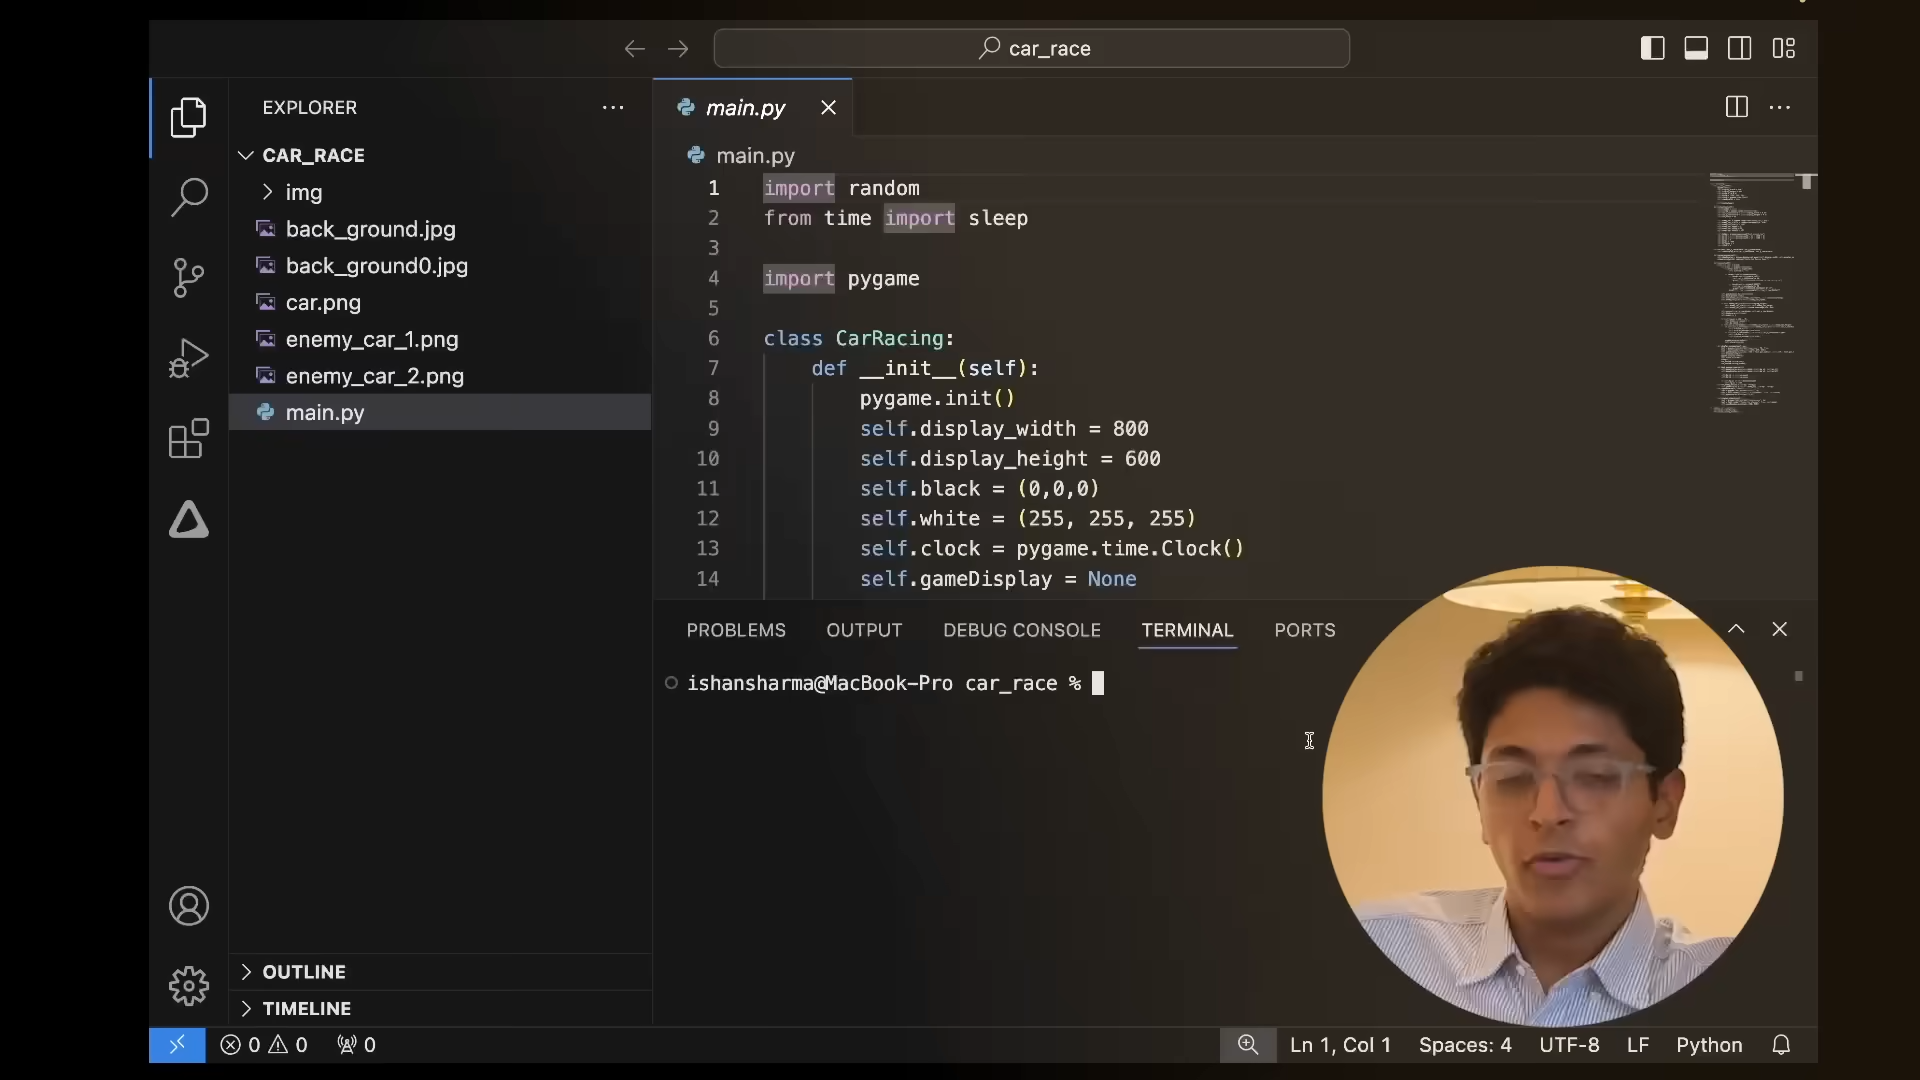 car_race
EXPLORER
main.py
CAR_RACE
img
back_ground.jpg
back_ground0.jpg
car.png
enemy_car_1.png
enemy_car_2.png
main.py
OUTLINE
TIMELINE
main.py
1 import random
2 from time import sleep
3
4 import pygame
5
6 class CarRacing:
7 def __init__(self):
8 pygame.init()
9 self.display_width = 800
10 self.display_height = 600
11 self.black = (0,0,0)
12 self.white = (255, 255, 255)
13 self.clock = pygame.time.Clock()
14 self.gameDisplay = None
PROBLEMS OUTPUT DEBUG CONSOLE TERMINAL PORTS
ishansharma@MacBook-Pro car_race %
0 0 0 Ln 1, Col 1 Spaces: 4 UTF-8 LF Python